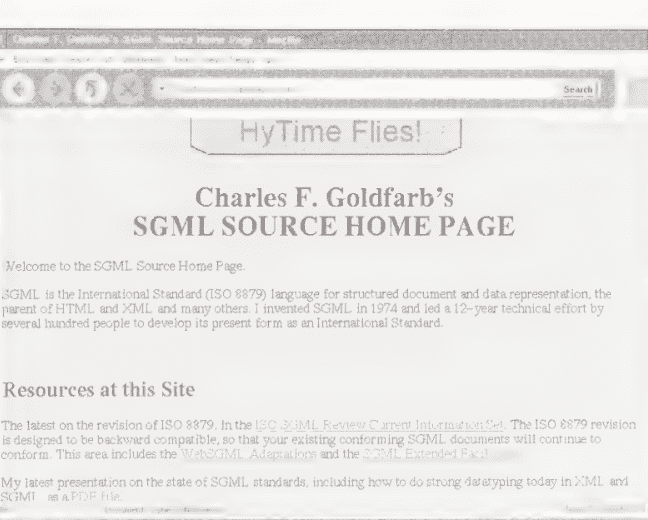 Charles F. Goldfarb's SGML Source Home Page - Mozilla
Search
HyTime Flies!
Charles F. Goldfarb's
SGML SOURCE HOME PAGE
Welcome to the SGML Source Home Page.
SGML is the International Standard (ISO 8879) language for structured document and data representation, the
parent of HTML and XML and many others. I invented SGML in 1974 and led a 12-year technical effort by
several hundred people to develop its present form as an International Standard.
Resources at this Site
The latest on the revision of ISO 8879. In the ISO SGML Review Current Information Set. The ISO 8879 revision
is designed to be backward compatible, so that your existing conforming SGML documents will continue to
conform. This area includes the WebSGML Adaptations and the SGML Extended
My latest presentation on the state of SGML standards, including how to do strong datatyping today in XML and
SGML as a PDF file.